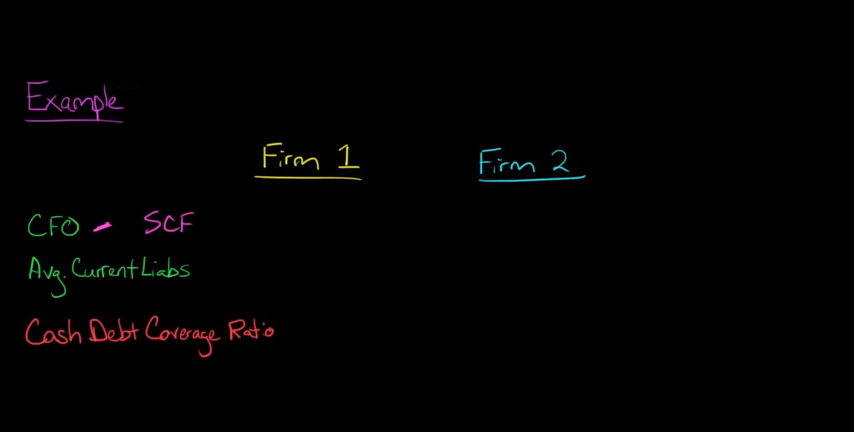 Example
Firm 1 Firm 2
CFO - SCF
Avg. Current Liabs
Cash Debt Coverage Ratio